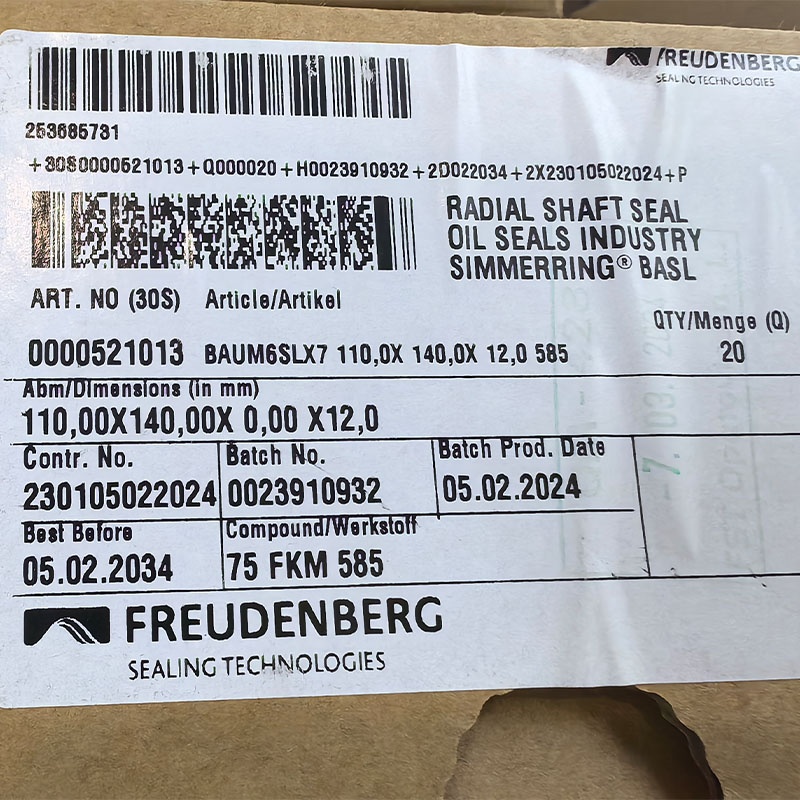 FREUDENBERG
SEALING TECHNOLOGIES
253685731
+30S0000521013+Q000020+H0023910932+2D022034+2X230105022024+P
RADIAL SHAFT SEAL
OIL SEALS INDUSTRY
SIMMERRING® BASL
ART. NO (30S) Article/Artikel
QTY/Menge (Q)
0000521013 BAUM6SLX7 110,0X 140,0X 12,0 585
20
Abm/Dimensions (in mm)
110,00X140,00X 0,00 X12,0
Contr. No. Batch No. Batch Prod. Date
230105022024 0023910932 05.02.2024
Best Before Compound/Werkstoff
05.02.2034 75 FKM 585
FREUDENBERG
SEALING TECHNOLOGIES